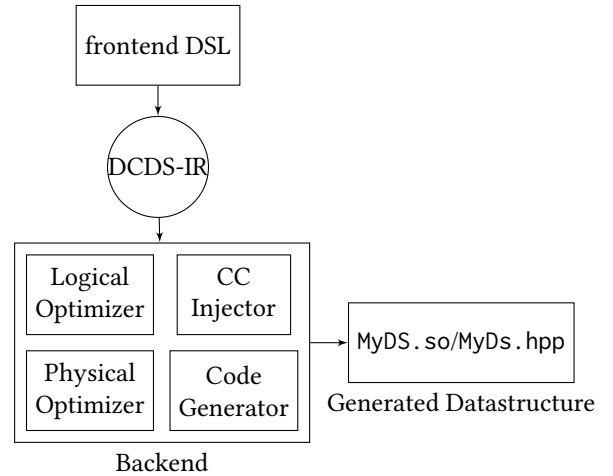 frontend DSL
DCDS-IR
Logical
Optimizer
CC
Injector
Physical
Optimizer
Code
Generator
Backend
MyDS.so/MyDs.hpp
Generated Datastructure